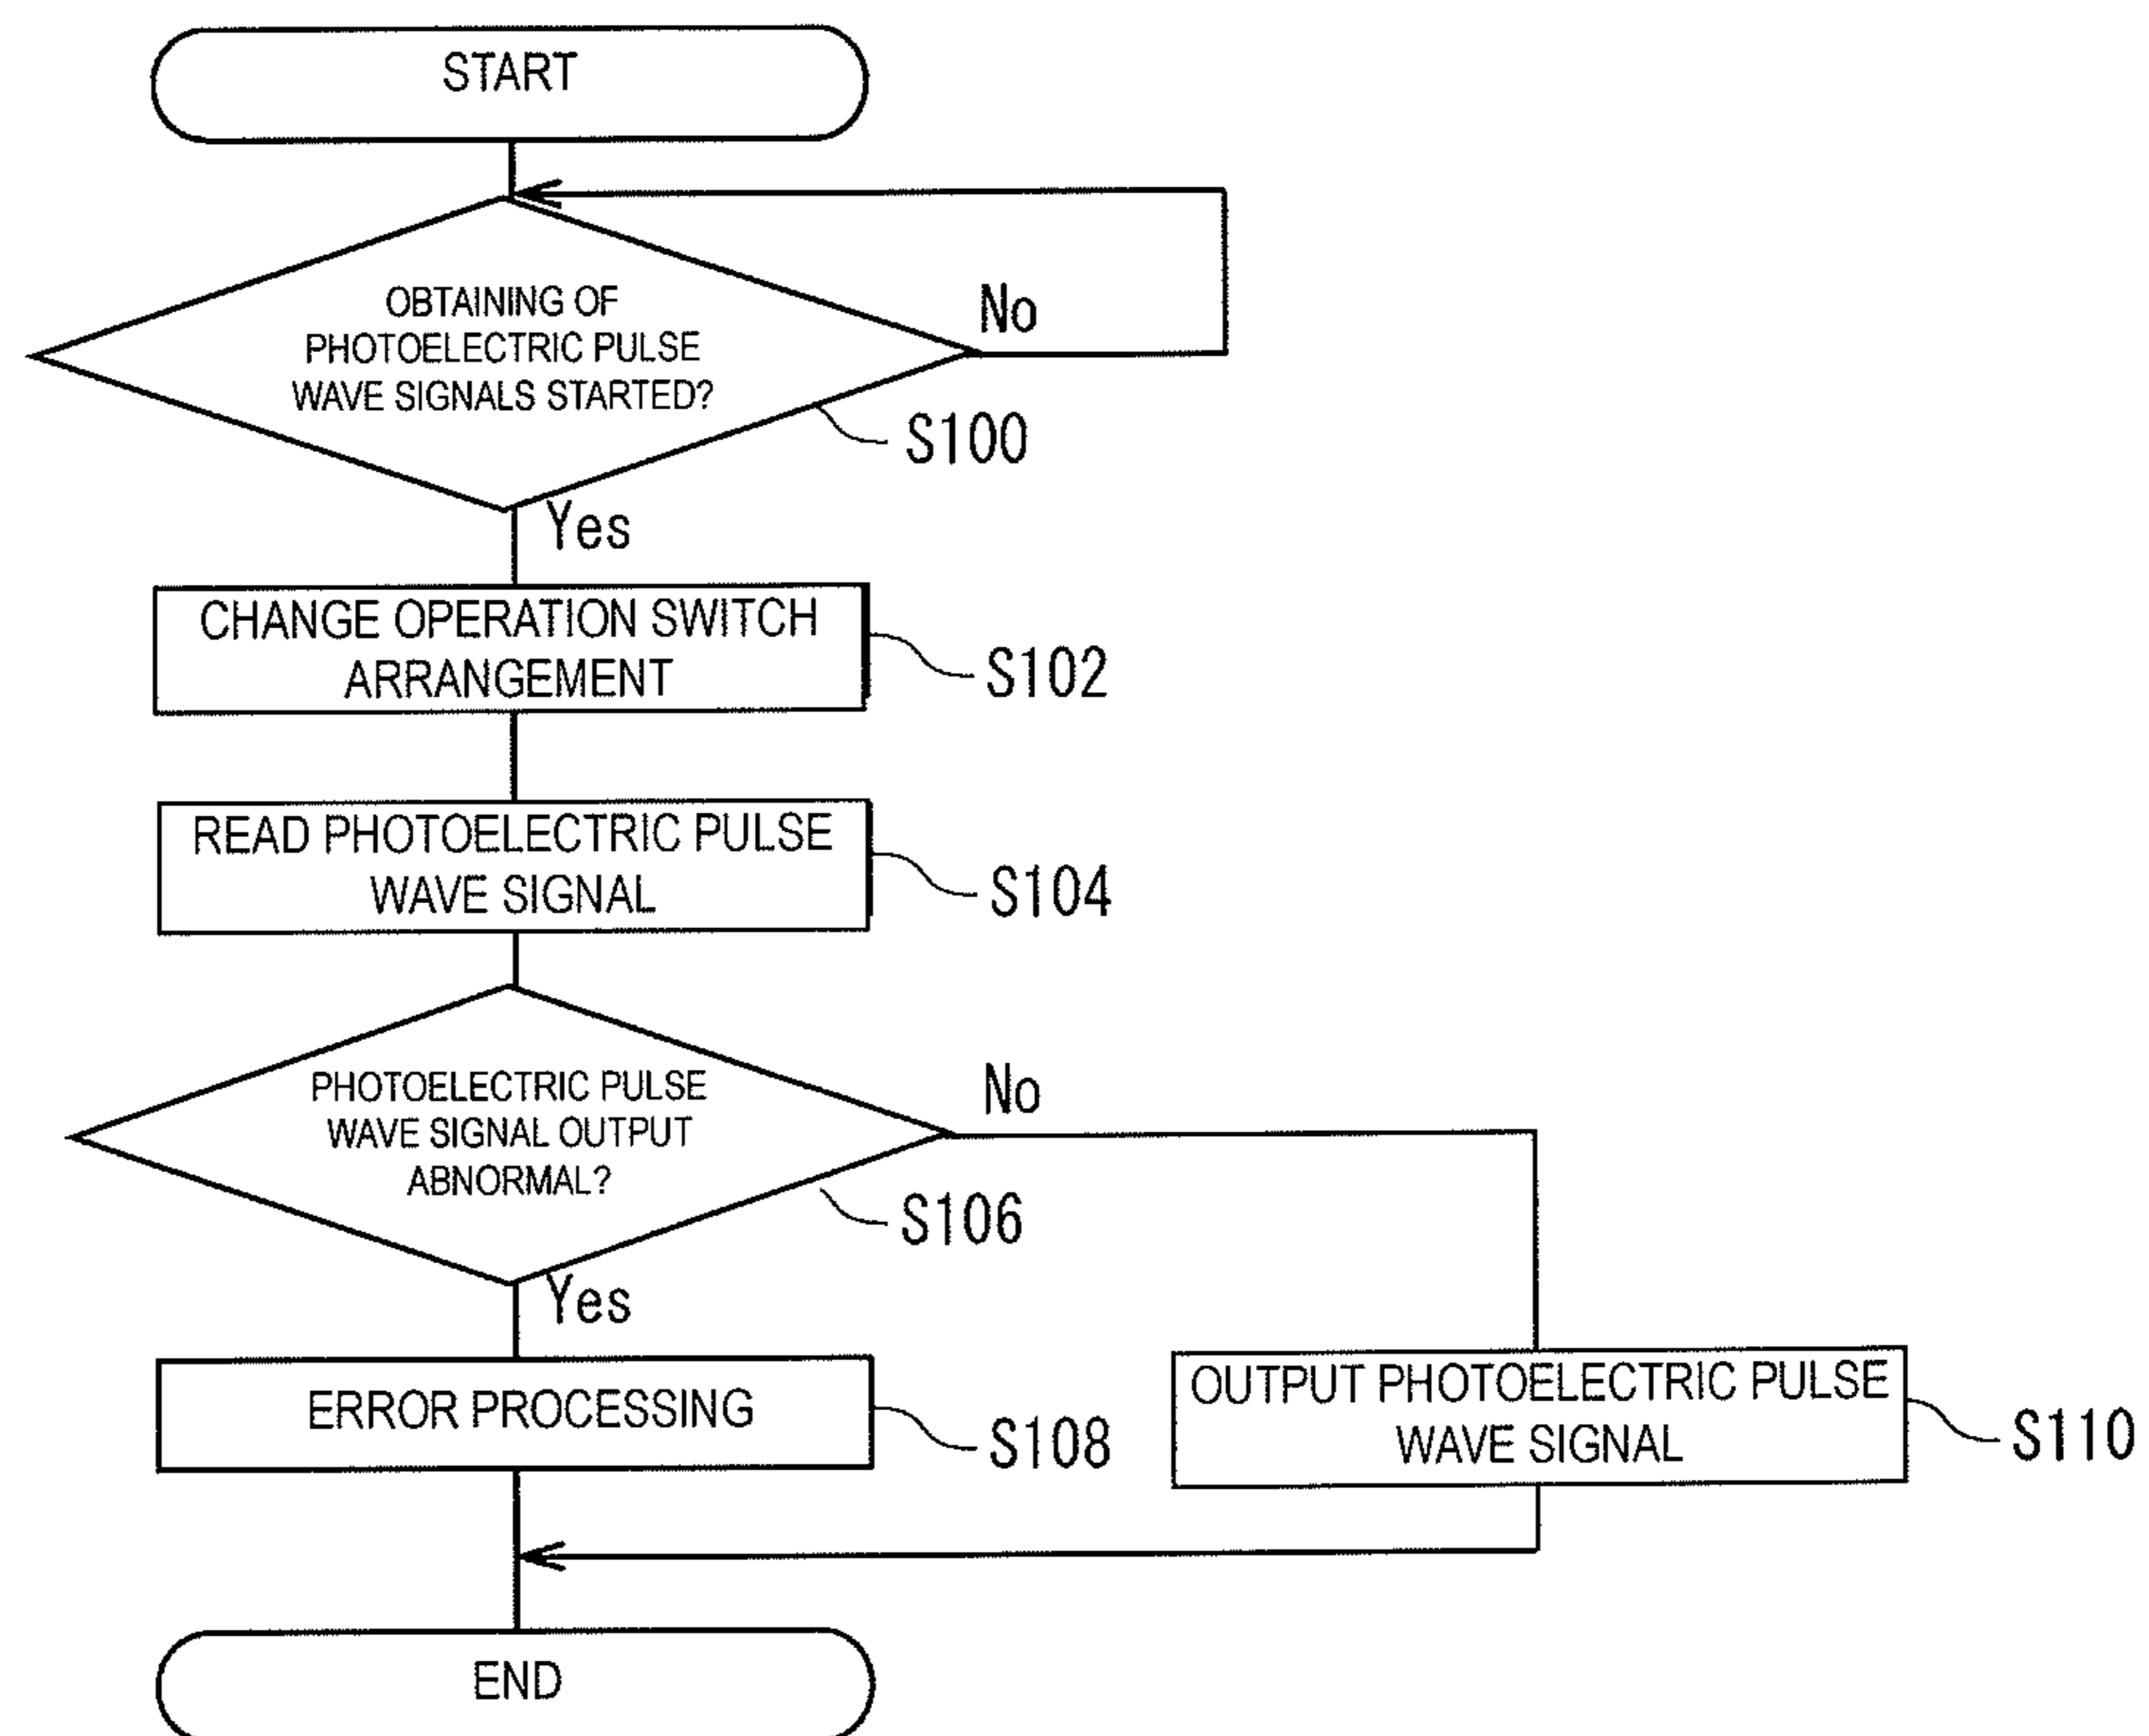 START
OBTAINING OF
PHOTOELECTRIC PULSE
WAVE SIGNALS STARTED?
No
S100
Yes
CHANGE OPERATION SWITCH
ARRANGEMENT
S102
READ PHOTOELECTRIC PULSE
WAVE SIGNAL
S104
PHOTOELECTRIC PULSE
WAVE SIGNAL OUTPUT
ABNORMAL?
No
S106
Yes
ERROR PROCESSING
S108
OUTPUT PHOTOELECTRIC PULSE
WAVE SIGNAL
S110
END